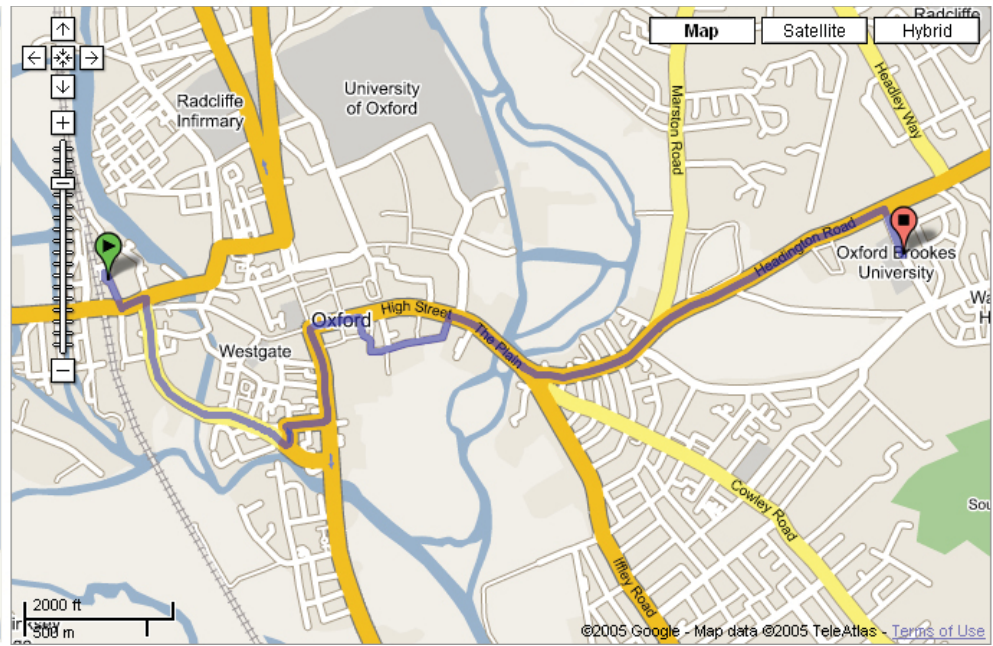 Radcliffe
Map
Satellite
Hybrid
Radcliffe
Infirmary
University
of Oxford
Headley Way
Marston Road
Headington Road
Oxford Brookes
University
High Street
Oxford
The Plain
Westgate
Cowley Road
Iffley Road
2000 ft
500 m
©2005 Google - Map data ©2005 TeleAtlas - Terms of Use